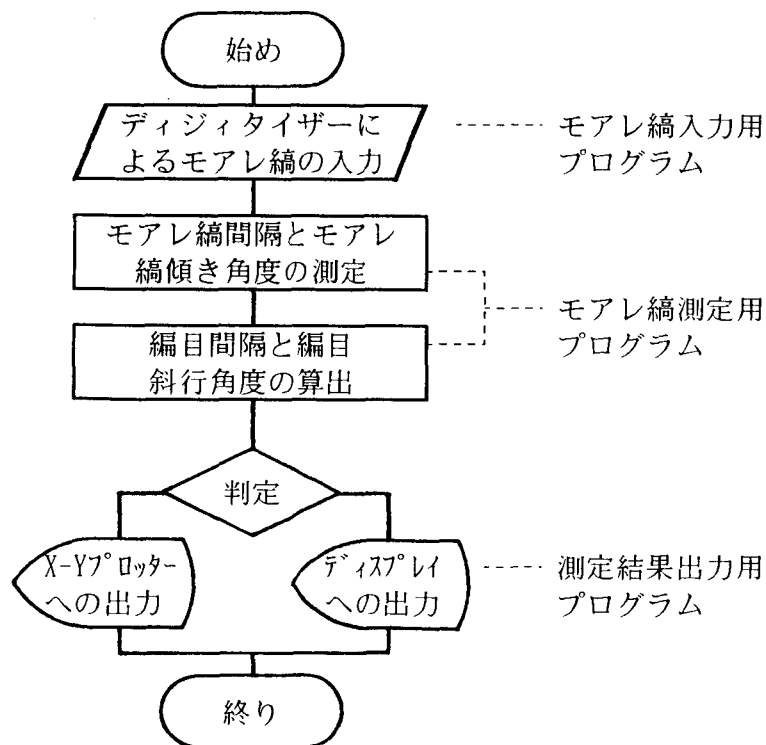 始め
ディジィタイザーに
よるモアレ縞の入力
モアレ縞入力用
プログラム
モアレ縞間隔とモアレ
縞傾き角度の測定
モアレ縞測定用
プログラム
編目間隔と編目
斜行角度の算出
判定
X-Yプロッター
への出力
ディスプレイ
への出力
測定結果出力用
プログラム
終り